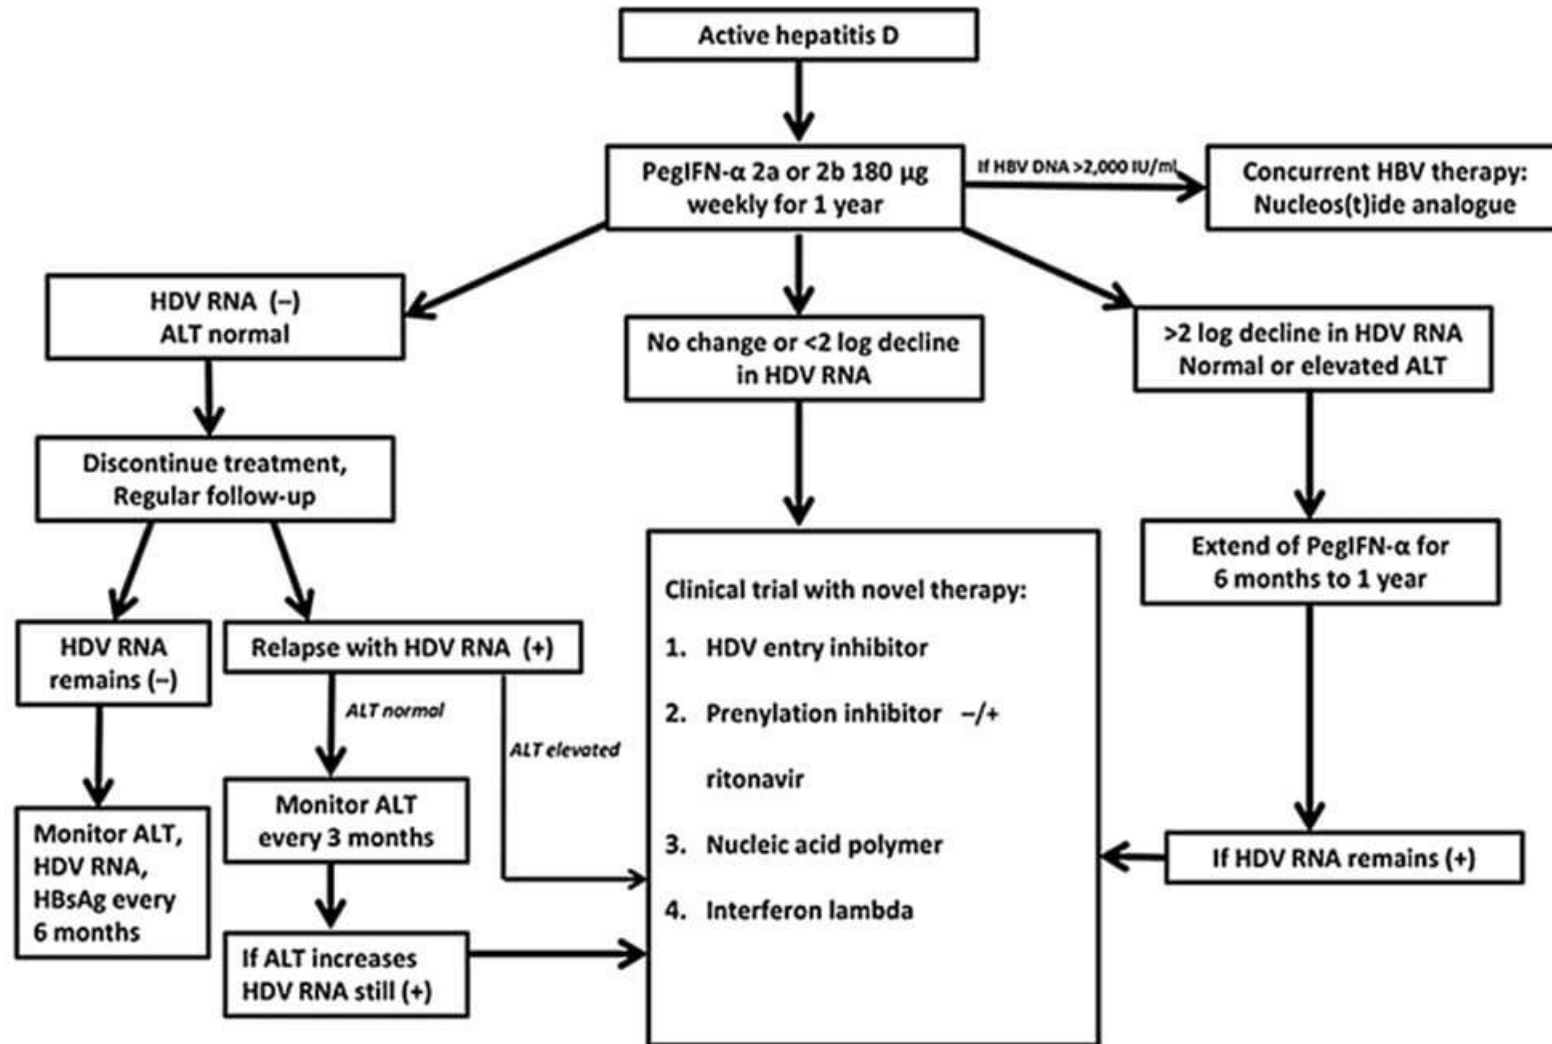 Active hepatitis D
PegIFN-α 2a or 2b 180 μg
weekly for 1 year
If HBV DNA >2,000 IU/ml
Concurrent HBV therapy:
Nucleos(t)ide analogue
HDV RNA (–)
ALT normal
No change or <2 log decline
in HDV RNA
>2 log decline in HDV RNA
Normal or elevated ALT
Discontinue treatment,
Regular follow-up
Extend of PegIFN-α for
6 months to 1 year
HDV RNA
remains (–)
Relapse with HDV RNA (+)
ALT normal
ALT elevated
Monitor ALT,
HDV RNA,
HBsAg every
6 months
Monitor ALT
every 3 months
If ALT increases
HDV RNA still (+)
Clinical trial with novel therapy:
1. HDV entry inhibitor
2. Prenylation inhibitor –/+
ritonavir
3. Nucleic acid polymer
4. Interferon lambda
If HDV RNA remains (+)